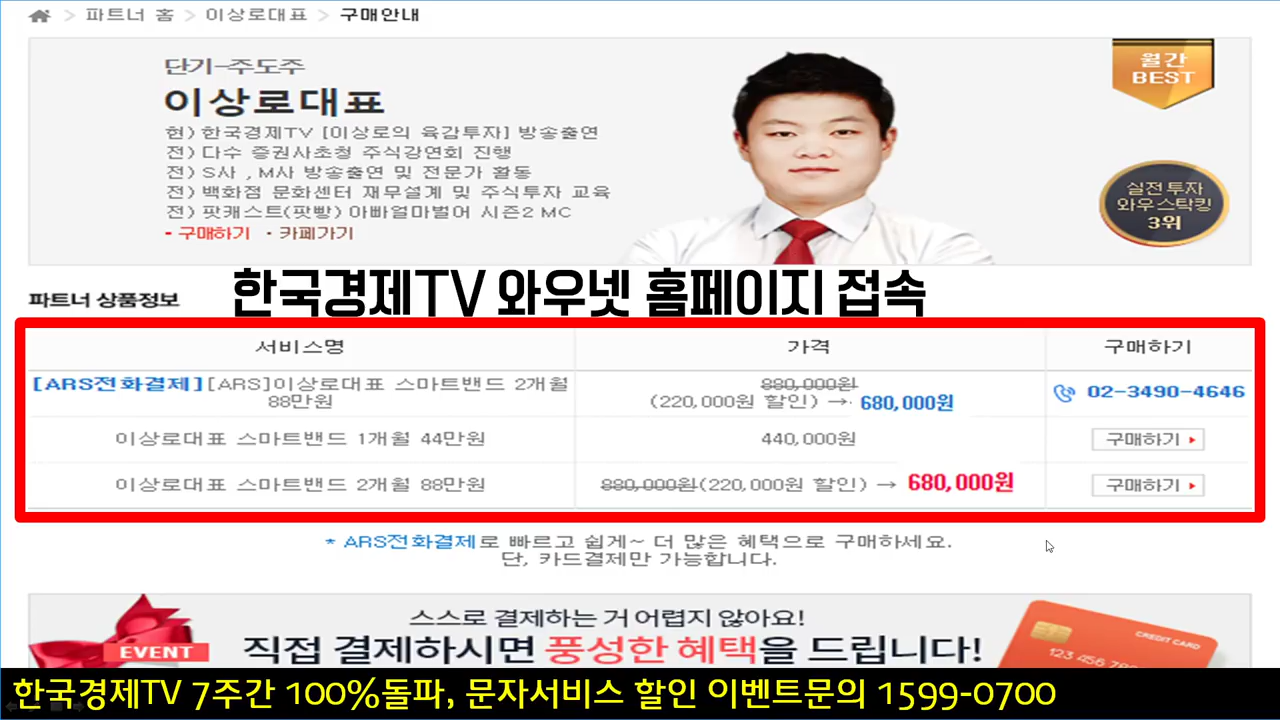 파트너 홈 > 이상로대표 > 구매안내
단기-주도주
이상로대표
현) 한국경제TV [이상로의 육감투자] 방송출연
전) 다수 증권사초청 주식강연회 진행
전) S사 , M사 방송출연 및 전문가 활동
전) 백화점 문화센터 재무설계 및 주식투자 교육
전) 팟캐스트(팟빵) 아빠얼마벌어 시즌2 MC
- 구매하기 · 카페가기
월간
BEST
실전 투자
와우 스탁킹
3위
파트너 상품정보
한국경제TV 와우넷 홈페이지 접속
서비스명 가격 구매하기
[ARS전화결제][ARS]이상로대표 스마트밴드 2개월
88만원
880,000원
(220,000원 할인) → 680,000원
02-3490-4646
이상로대표 스마트밴드 1개월 44만원 440,000원 구매하기
이상로대표 스마트밴드 2개월 88만원 880,000원(220,000원 할인) → 680,000원 구매하기
* ARS전화결제로 빠르고 쉽게~ 더 많은 혜택으로 구매하세요.
단, 카드결제만 가능합니다.
EVENT
스스로 결제하는 거 어렵지 않아요!
직접 결제하시면 풍성한 혜택을 드립니다!
CREDIT CARD
123 456 78
한국경제TV 7주간 100%돌파, 문자서비스 할인 이벤트문의 1599-0700